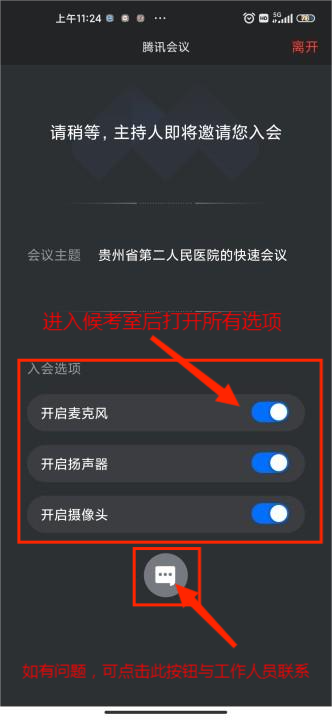 上午11:24
HD 5G 78
腾讯会议 离开
请稍等，主持人即将邀请您入会
会议主题 贵州省第二人民医院的快速会议
进入候考室后打开所有选项
入会选项
开启麦克风
开启扬声器
开启摄像头
如有问题，可点击此按钮与工作人员联系